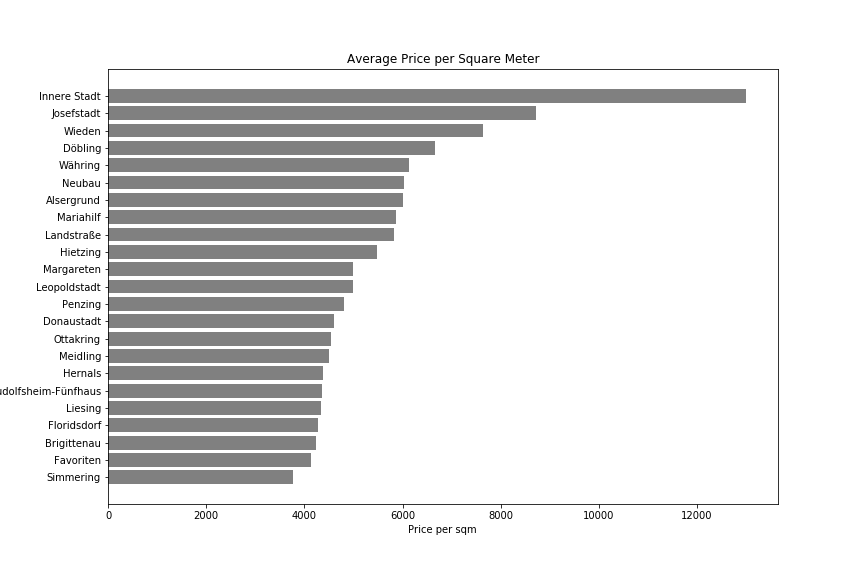 Average Price per Square Meter
Innere Stadt
Josefstadt
Wieden
Döbling
Währing
Neubau
Alsergrund
Mariahilf
Landstraße
Hietzing
Margareten
Leopoldstadt
Penzing
Donaustadt
Ottakring
Meidling
Hernals
udolfsheim-Fünfhaus
Liesing
Floridsdorf
Brigittenau
Favoriten
Simmering
0 2000 4000 6000 8000 10000 12000
Price per sqm